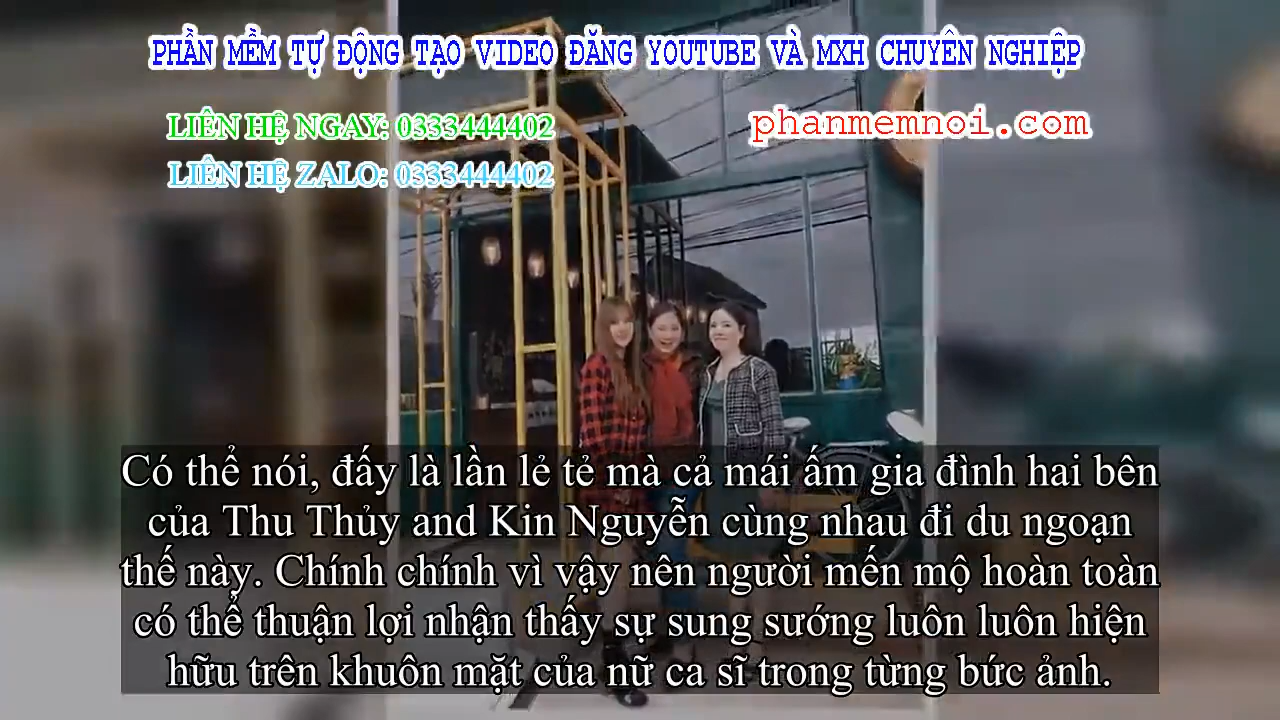 PHẦN MỀM TỰ ĐỘNG TẠO VIDEO ĐĂNG YOUTUBE VÀ MXH CHUYÊN NGHIỆP
LIÊN HỆ NGAY: 0333444402
phanmemnoi.com
LIÊN HỆ ZALO: 0333444402
Có thể nói, đấy là lần lẻ tẻ mà cả mái ấm gia đình hai bên
của Thu Thủy and Kin Nguyễn cùng nhau đi du ngoạn
thế này. Chính chính vì vậy nên người mến mộ hoàn toàn
có thể thuận lợi nhận thấy sự sung sướng luôn luôn hiện
hữu trên khuôn mặt của nữ ca sĩ trong từng bức ảnh.